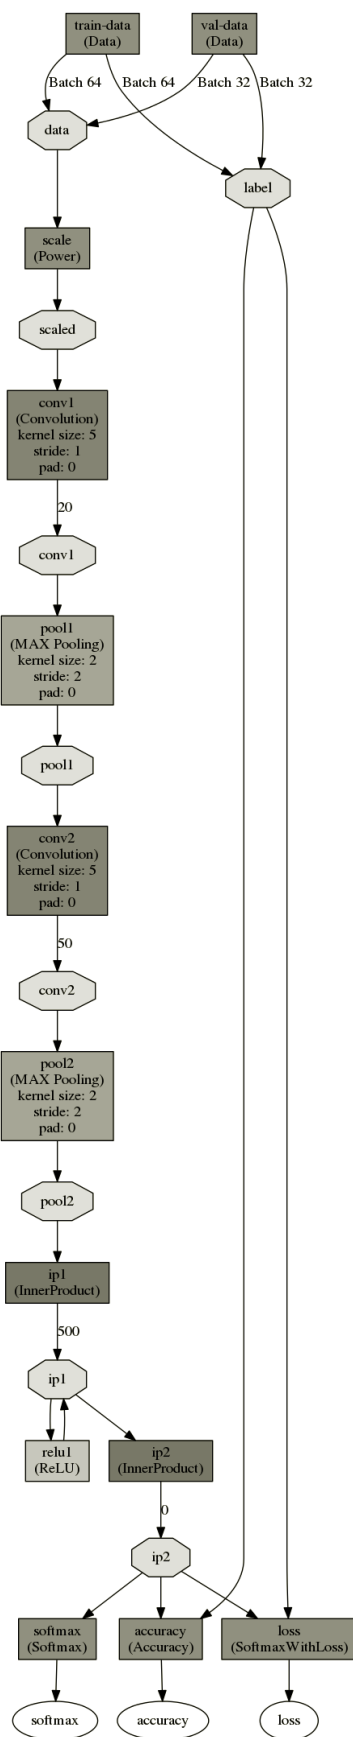 train-data
(Data)
val-data
(Data)
Batch 64
Batch 64
Batch 32
Batch 32
data
label
scale
(Power)
scaled
conv1
(Convolution)
kernel size: 5
stride: 1
pad: 0
20
conv1
pool1
(MAX Pooling)
kernel size: 2
stride: 2
pad: 0
pool1
conv2
(Convolution)
kernel size: 5
stride: 1
pad: 0
50
conv2
pool2
(MAX Pooling)
kernel size: 2
stride: 2
pad: 0
pool2
ip1
(InnerProduct)
500
ip1
relu1
(ReLU)
ip2
(InnerProduct)
0
ip2
softmax
(Softmax)
accuracy
(Accuracy)
loss
(SoftmaxWithLoss)
softmax
accuracy
loss